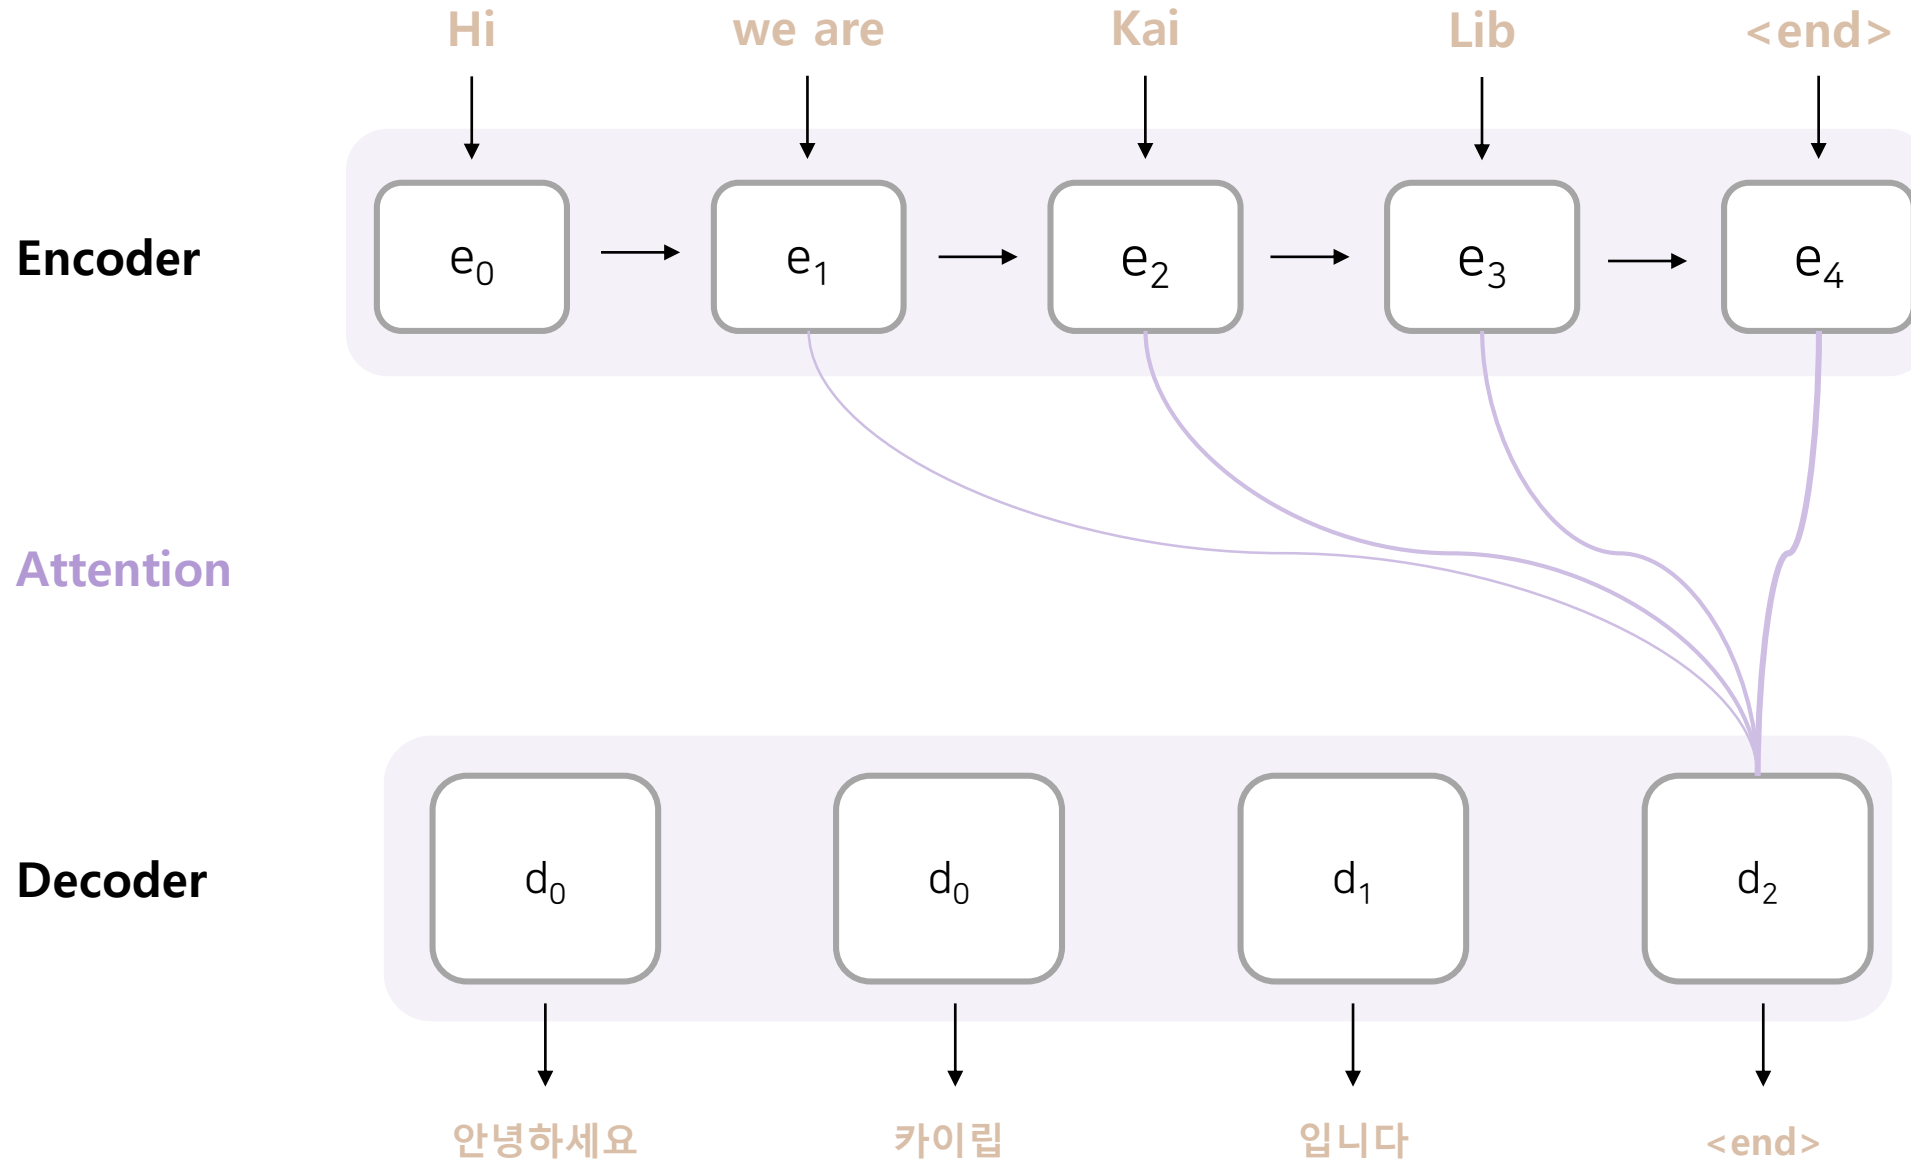 Hi we are Kai Lib <end>
Encoder e₀ e₁ e₂ e₃ e₄
Attention
Decoder d₀ d₀ d₁ d₂
안녕하세요 카이립 입니다 <end>